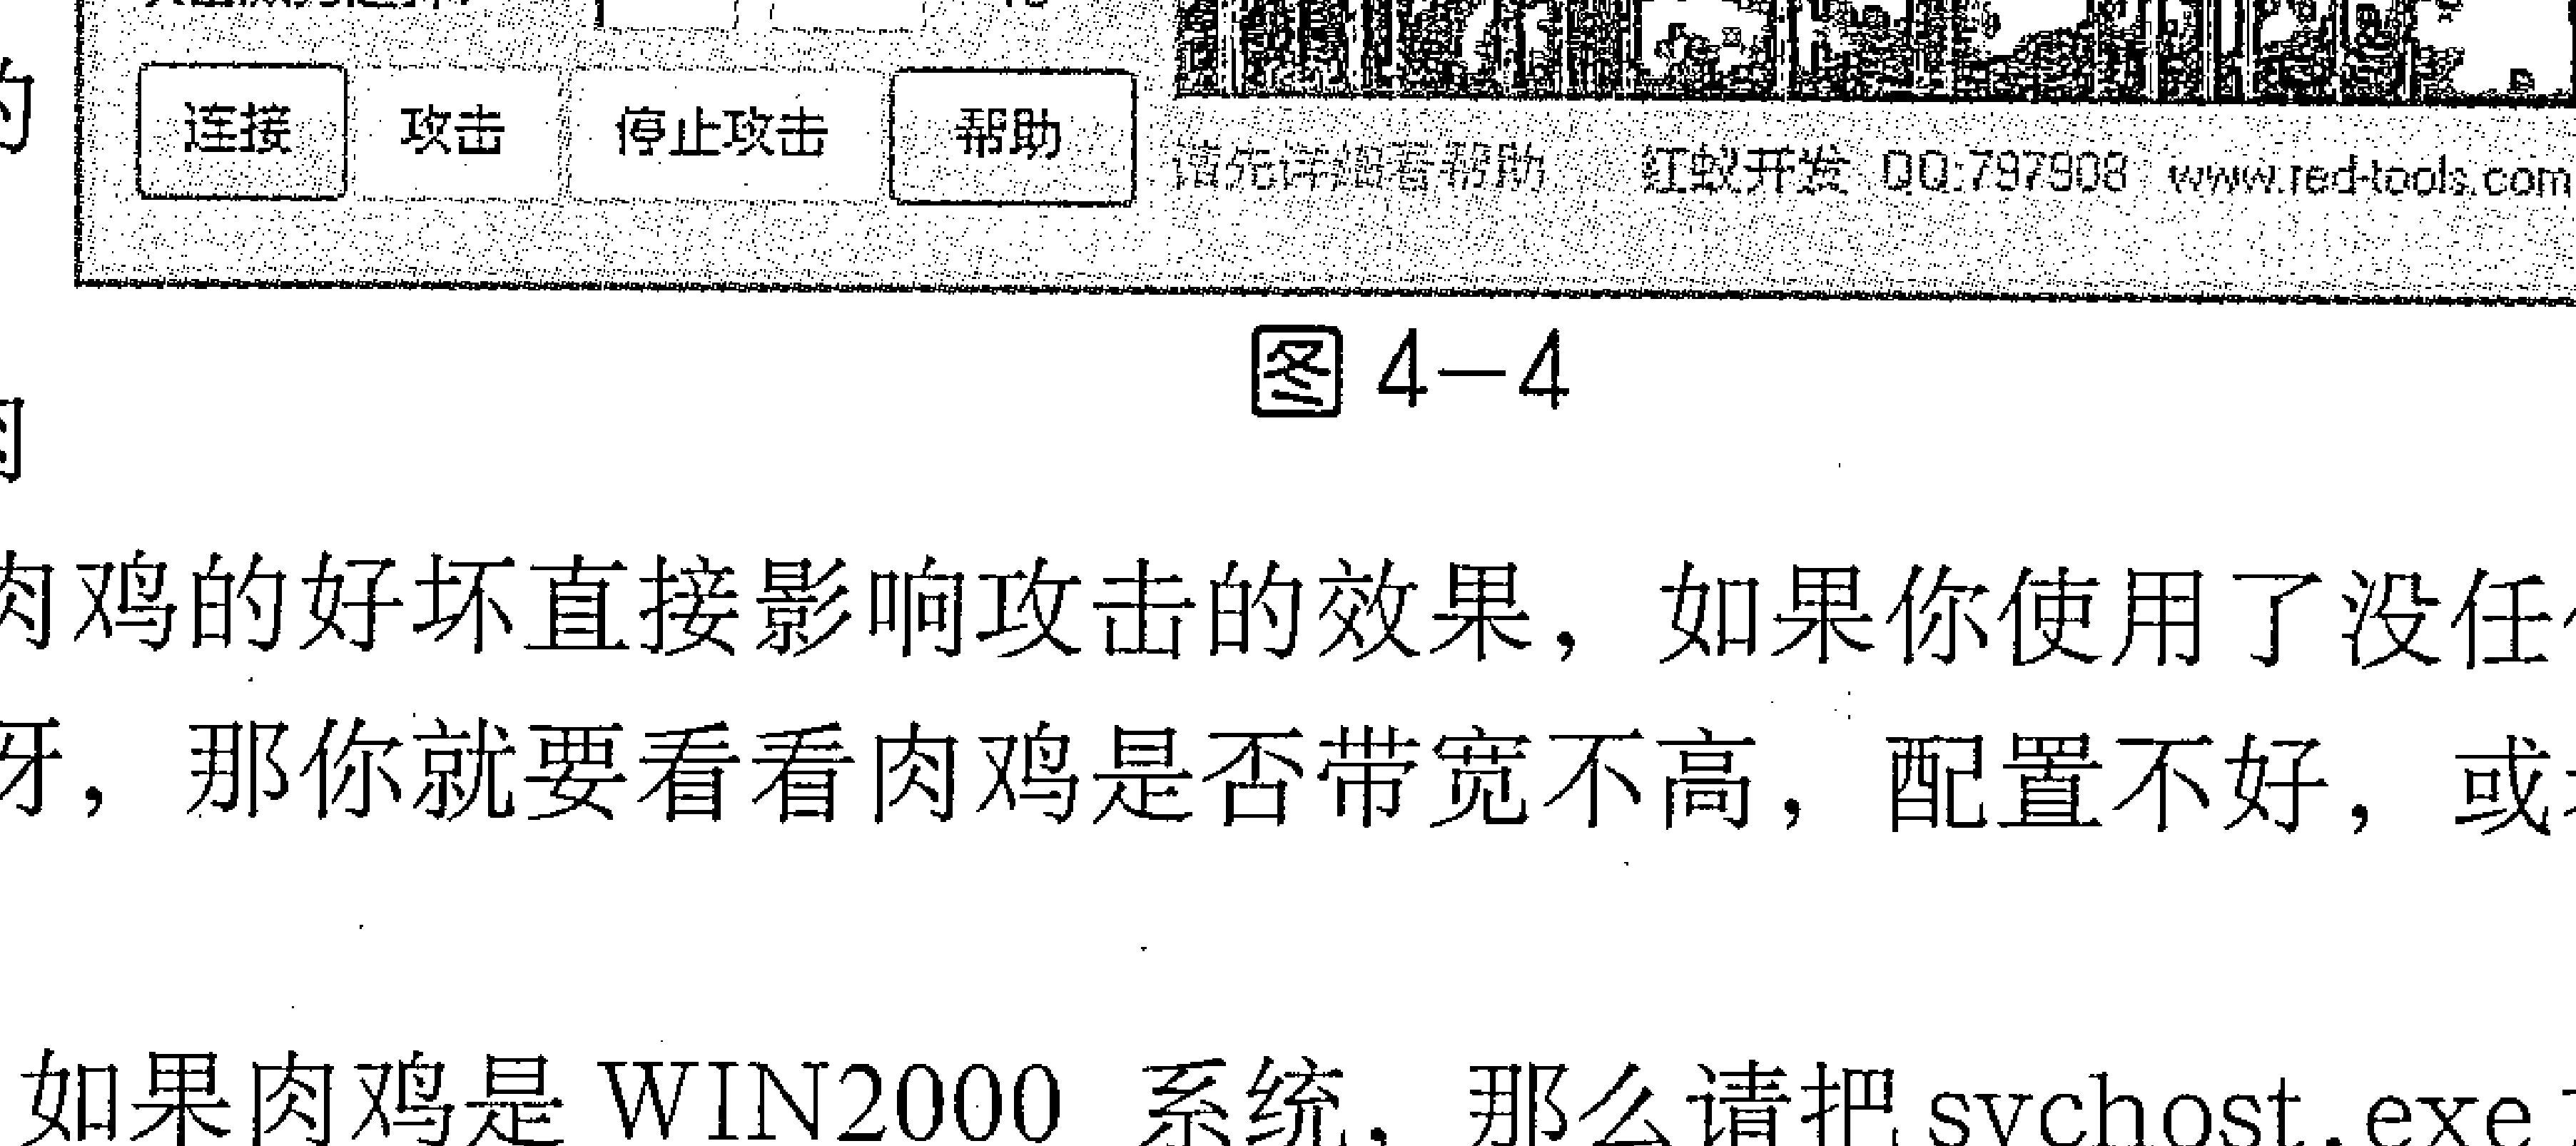 的
连接 攻击 停止攻击 帮助
请先详细看帮助 红蚁开发 QQ:797908 www.red-tools.com
图 4-4
肉鸡的好坏直接影响攻击的效果，如果你使用了没任
呀，那你就要看看肉鸡是否带宽不高，配置不好，或
如果肉鸡是 WIN2000 系统，那么请把 svchost.exe